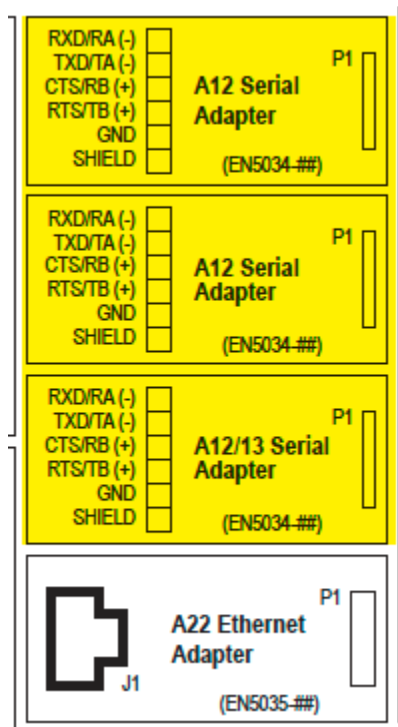 RXD/RA (-)
TXD/TA (-)
CTS/RB (+)
RTS/TB (+)
GND
SHIELD
A12 Serial
Adapter
P1
(EN5034-##)
RXD/RA (-)
TXD/TA (-)
CTS/RB (+)
RTS/TB (+)
GND
SHIELD
A12 Serial
Adapter
P1
(EN5034-##)
RXD/RA (-)
TXD/TA (-)
CTS/RB (+)
RTS/TB (+)
GND
SHIELD
A12/13 Serial
Adapter
P1
(EN5034-##)
J1
A22 Ethernet
Adapter
P1
(EN5035-##)